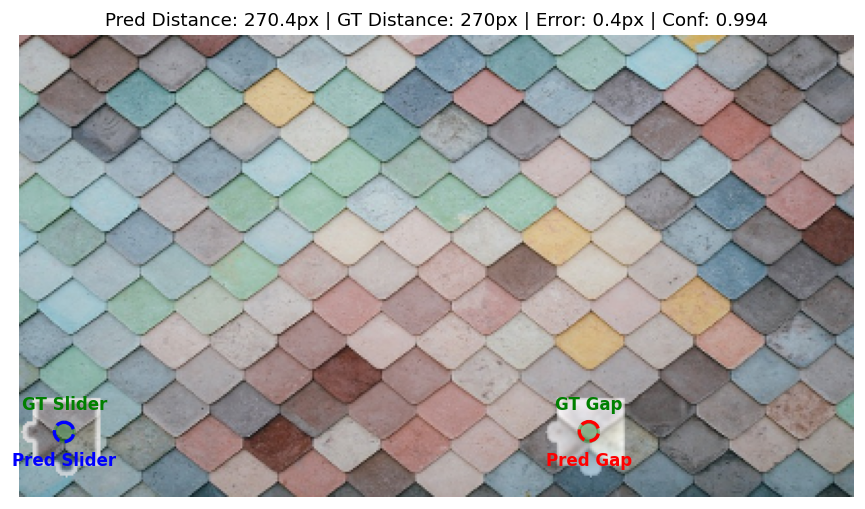 Pred Distance: 270.4px | GT Distance: 270px | Error: 0.4px | Conf: 0.994
GT Slider
GT Gap
Pred Slider
Pred Gap